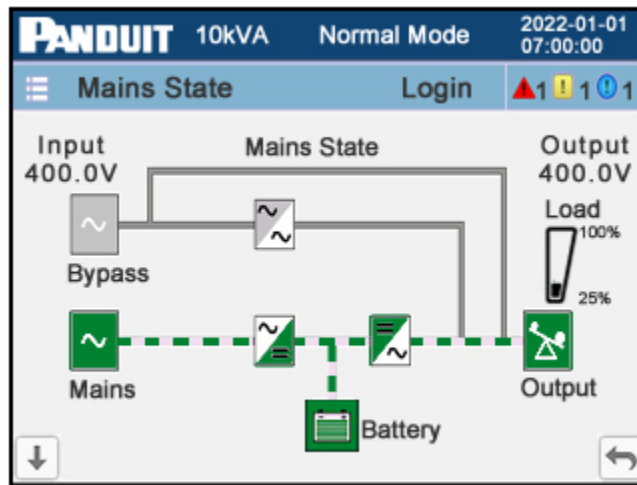 PANDUIT 10kVA Normal Mode 2022-01-01
07:00:00
Mains State Login 1 1 1
Input Mains State Output
400.0V 400.0V
Load
100%
25%
Bypass
Mains
Output
Battery